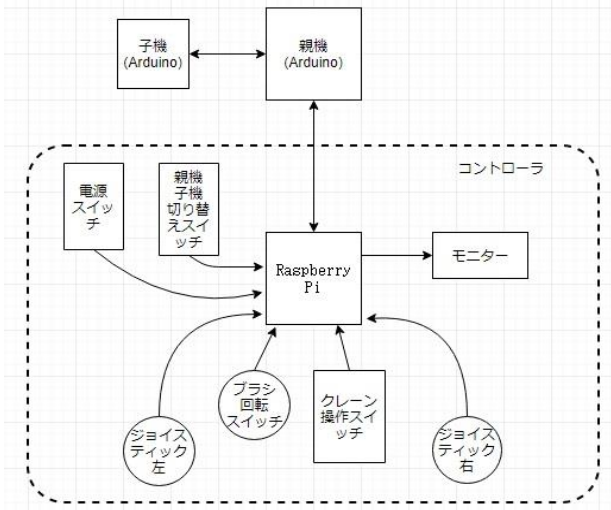 子機
(Arduino)
親機
(Arduino)
コントローラ
電源
スイッ
チ
親機
子機
切り替
えスイ
ッチ
Raspberry
Pi
モニター
ブラシ
回転
スイッチ
クレーン
操作スイ
ッチ
ジョイス
ティック
左
ジョイス
ティック
右